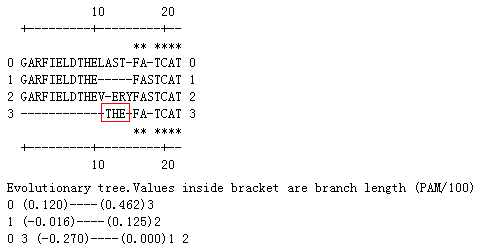 10        20
+---------+---------+--
** ****
0 GARFIELDTHELAST-FA-TCAT 0
1 GARFIELDTHE-----FASTCAT 1
2 GARFIELDTHEV-ERYFASTCAT 2
3 ------------THE-FA-TCAT 3
** ****
+---------+---------+--
10        20
Evolutionary tree.Values inside bracket are branch length (PAM/100)
0 (0.120)----(0.462)3
1 (-0.016)----(0.125)2
0 3 (-0.270)----(0.000)1 2